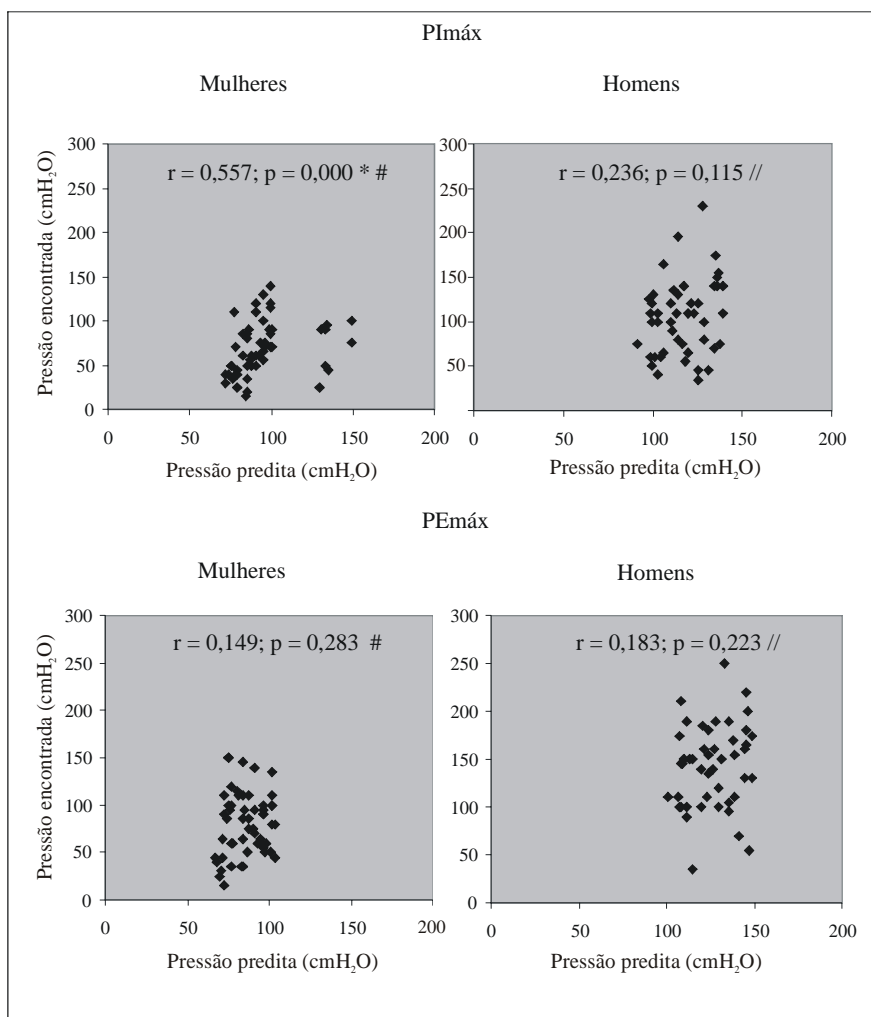 PImáx
Mulheres
Homens
r = 0,557; p = 0,000 * #
r = 0,236; p = 0,115 //
Pressão encontrada (cmH₂O)
300
250
200
150
100
50
0
0 50 100 150 200
Pressão predita (cmH₂O)
300
250
200
150
100
50
0 50 100 150 200
Pressão predita (cmH₂O)
PEmáx
Mulheres
Homens
r = 0,149; p = 0,283 #
r = 0,183; p = 0,223 //
Pressão encontrada (cmH₂O)
300
250
200
150
100
50
0
0 50 100 150 200
Pressão predita (cmH₂O)
300
250
200
150
100
50
0
0 50 100 150 200
Pressão predita (cmH₂O)